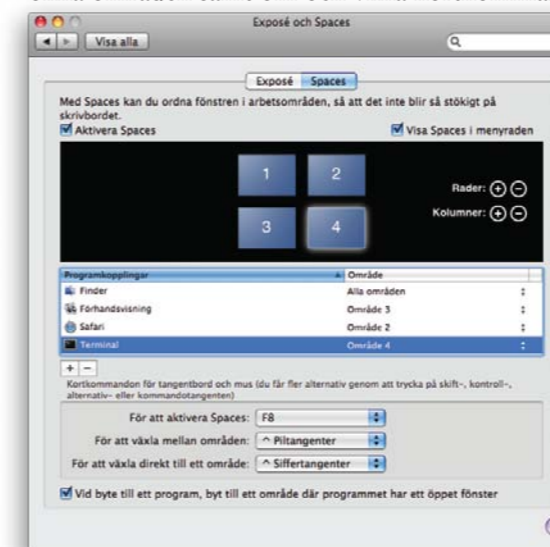 Exposé och Spaces
Visa alla
Exposé Spaces
Med Spaces kan du ordna fönstren i arbetsområden, så att det inte blir så stökigt på
skrivbordet.
Aktivera Spaces Visa Spaces i menyraden
1 2
Rader:
Kolumner:
3 4
Programkopplingar Område
Finder Alla områden
Förhandsvisning Område 3
Safari Område 2
Terminal Område 4
+ −
Kortkommandon för tangentbord och mus (du får fler alternativ genom att trycka på skift-, kontroll-,
alternativ- eller kommandotangenten)
För att aktivera Spaces: F8
För att växla mellan områden: ^ Piltangenter
För att växla direkt till ett område: ^ Siffertangenter
Vid byte till ett program, byt till ett område där programmet har ett öppet fönster